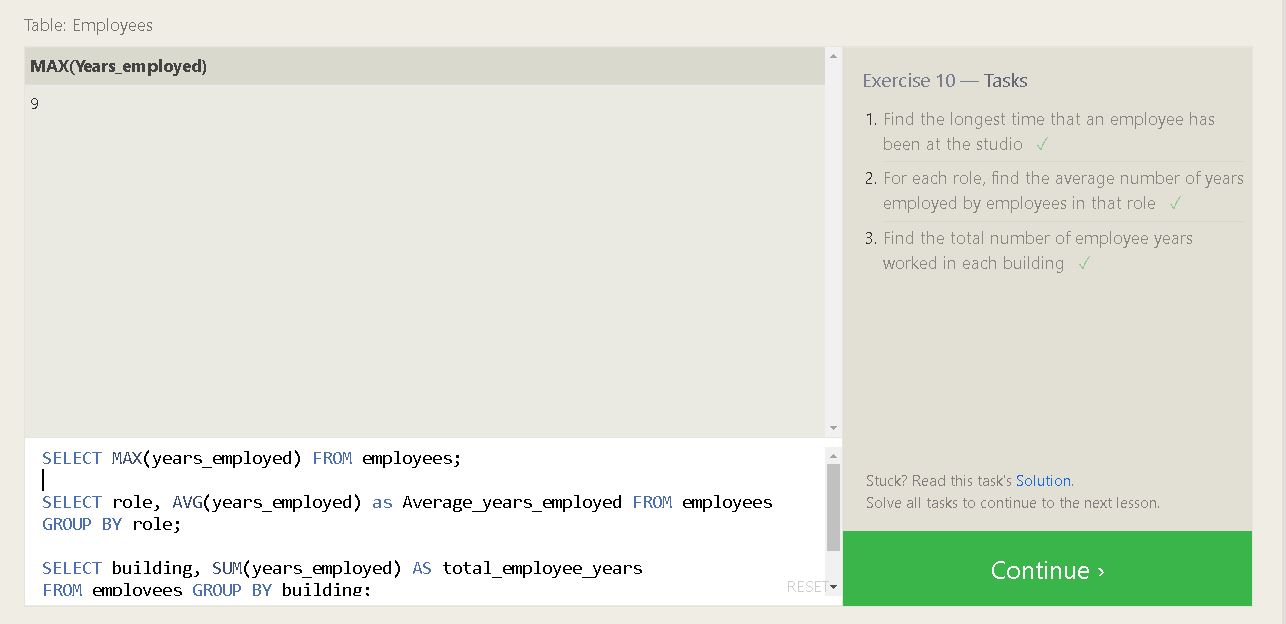 Table: Employees
MAX(Years_employed)
9
SELECT MAX(years_employed) FROM employees;
SELECT role, AVG(years_employed) as Average_years_employed FROM employees
GROUP BY role;
SELECT building, SUM(years_employed) AS total_employee_years
FROM employees GROUP BY building;
RESET
Exercise 10 — Tasks
1. Find the longest time that an employee has
been at the studio ✓
2. For each role, find the average number of years
employed by employees in that role ✓
3. Find the total number of employee years
worked in each building ✓
Stuck? Read this task's Solution.
Solve all tasks to continue to the next lesson.
Continue ›